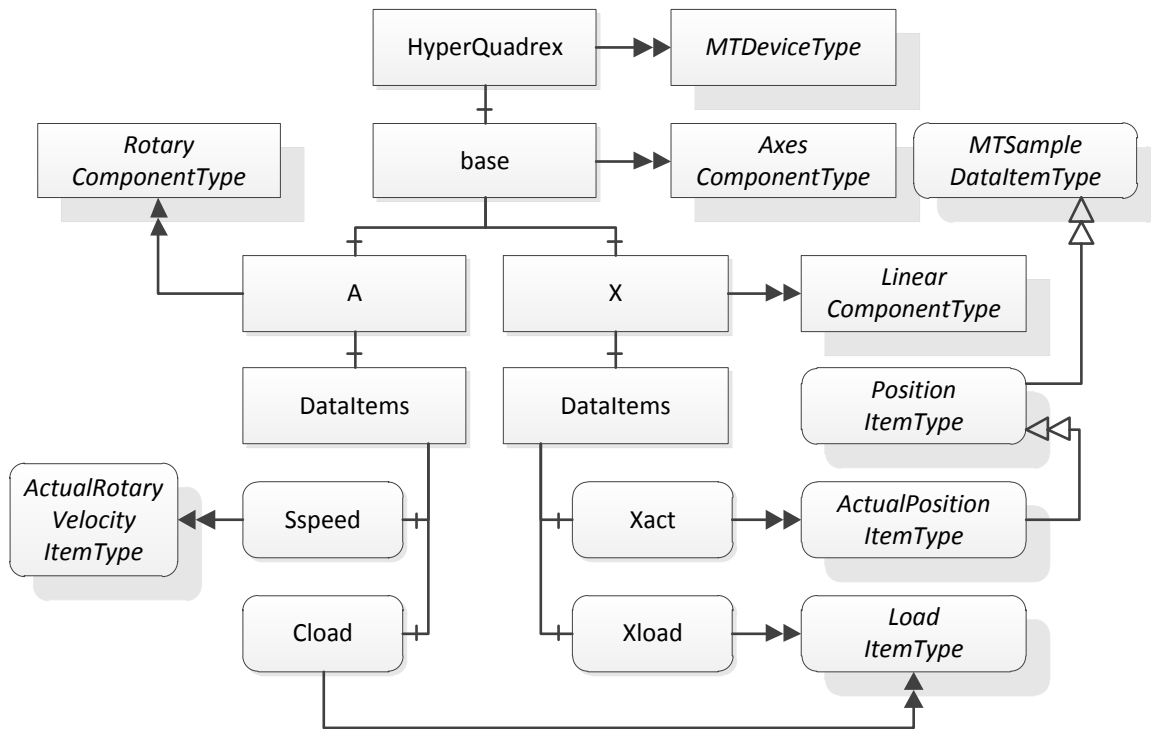 HyperQuadrex
MTDeviceType
Rotary
ComponentType
base
Axes
ComponentType
MTSample
DataItemType
A
X
Linear
ComponentType
DataItems
DataItems
Position
ItemType
ActualRotary
Velocity
ItemType
Sspeed
Xact
ActualPosition
ItemType
Cload
Xload
Load
ItemType